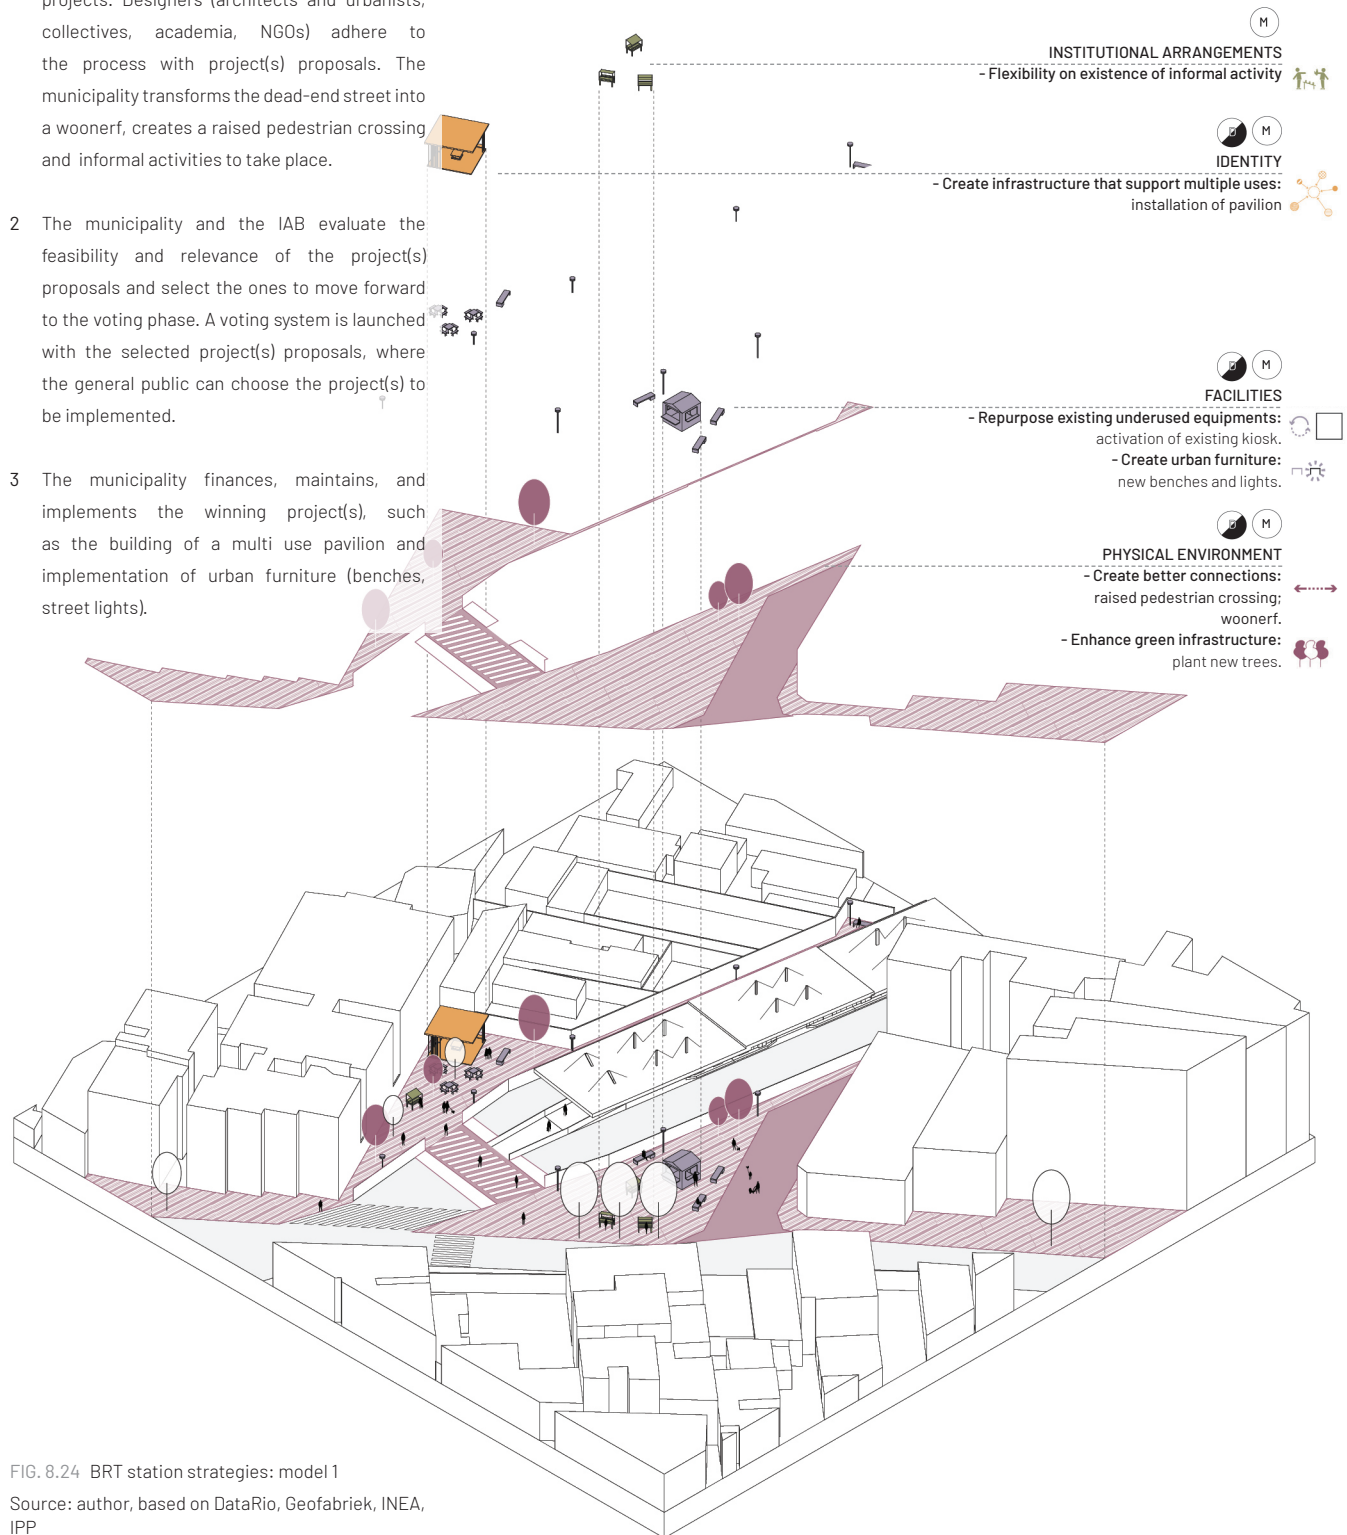 projects. Designers (architects and urbanists,
collectives, academia, NGOs) adhere to
the process with project(s) proposals. The
municipality transforms the dead-end street into
a woonerf, creates a raised pedestrian crossing
and informal activities to take place.
2 The municipality and the IAB evaluate the
feasibility and relevance of the project(s)
proposals and select the ones to move forward
to the voting phase. A voting system is launched
with the selected project(s) proposals, where
the general public can choose the project(s) to
be implemented.
3 The municipality finances, maintains, and
implements the winning project(s), such
as the building of a multi use pavilion and
implementation of urban furniture (benches,
street lights).
M
INSTITUTIONAL ARRANGEMENTS
- Flexibility on existence of informal activity
D M
IDENTITY
- Create infrastructure that support multiple uses:
installation of pavilion
D M
FACILITIES
- Repurpose existing underused equipments:
activation of existing kiosk.
- Create urban furniture:
new benches and lights.
D M
PHYSICAL ENVIRONMENT
- Create better connections:
raised pedestrian crossing;
woonerf.
- Enhance green infrastructure:
plant new trees.
FIG. 8.24 BRT station strategies: model 1
Source: author, based on DataRio, Geofabriek, INEA,
IPP